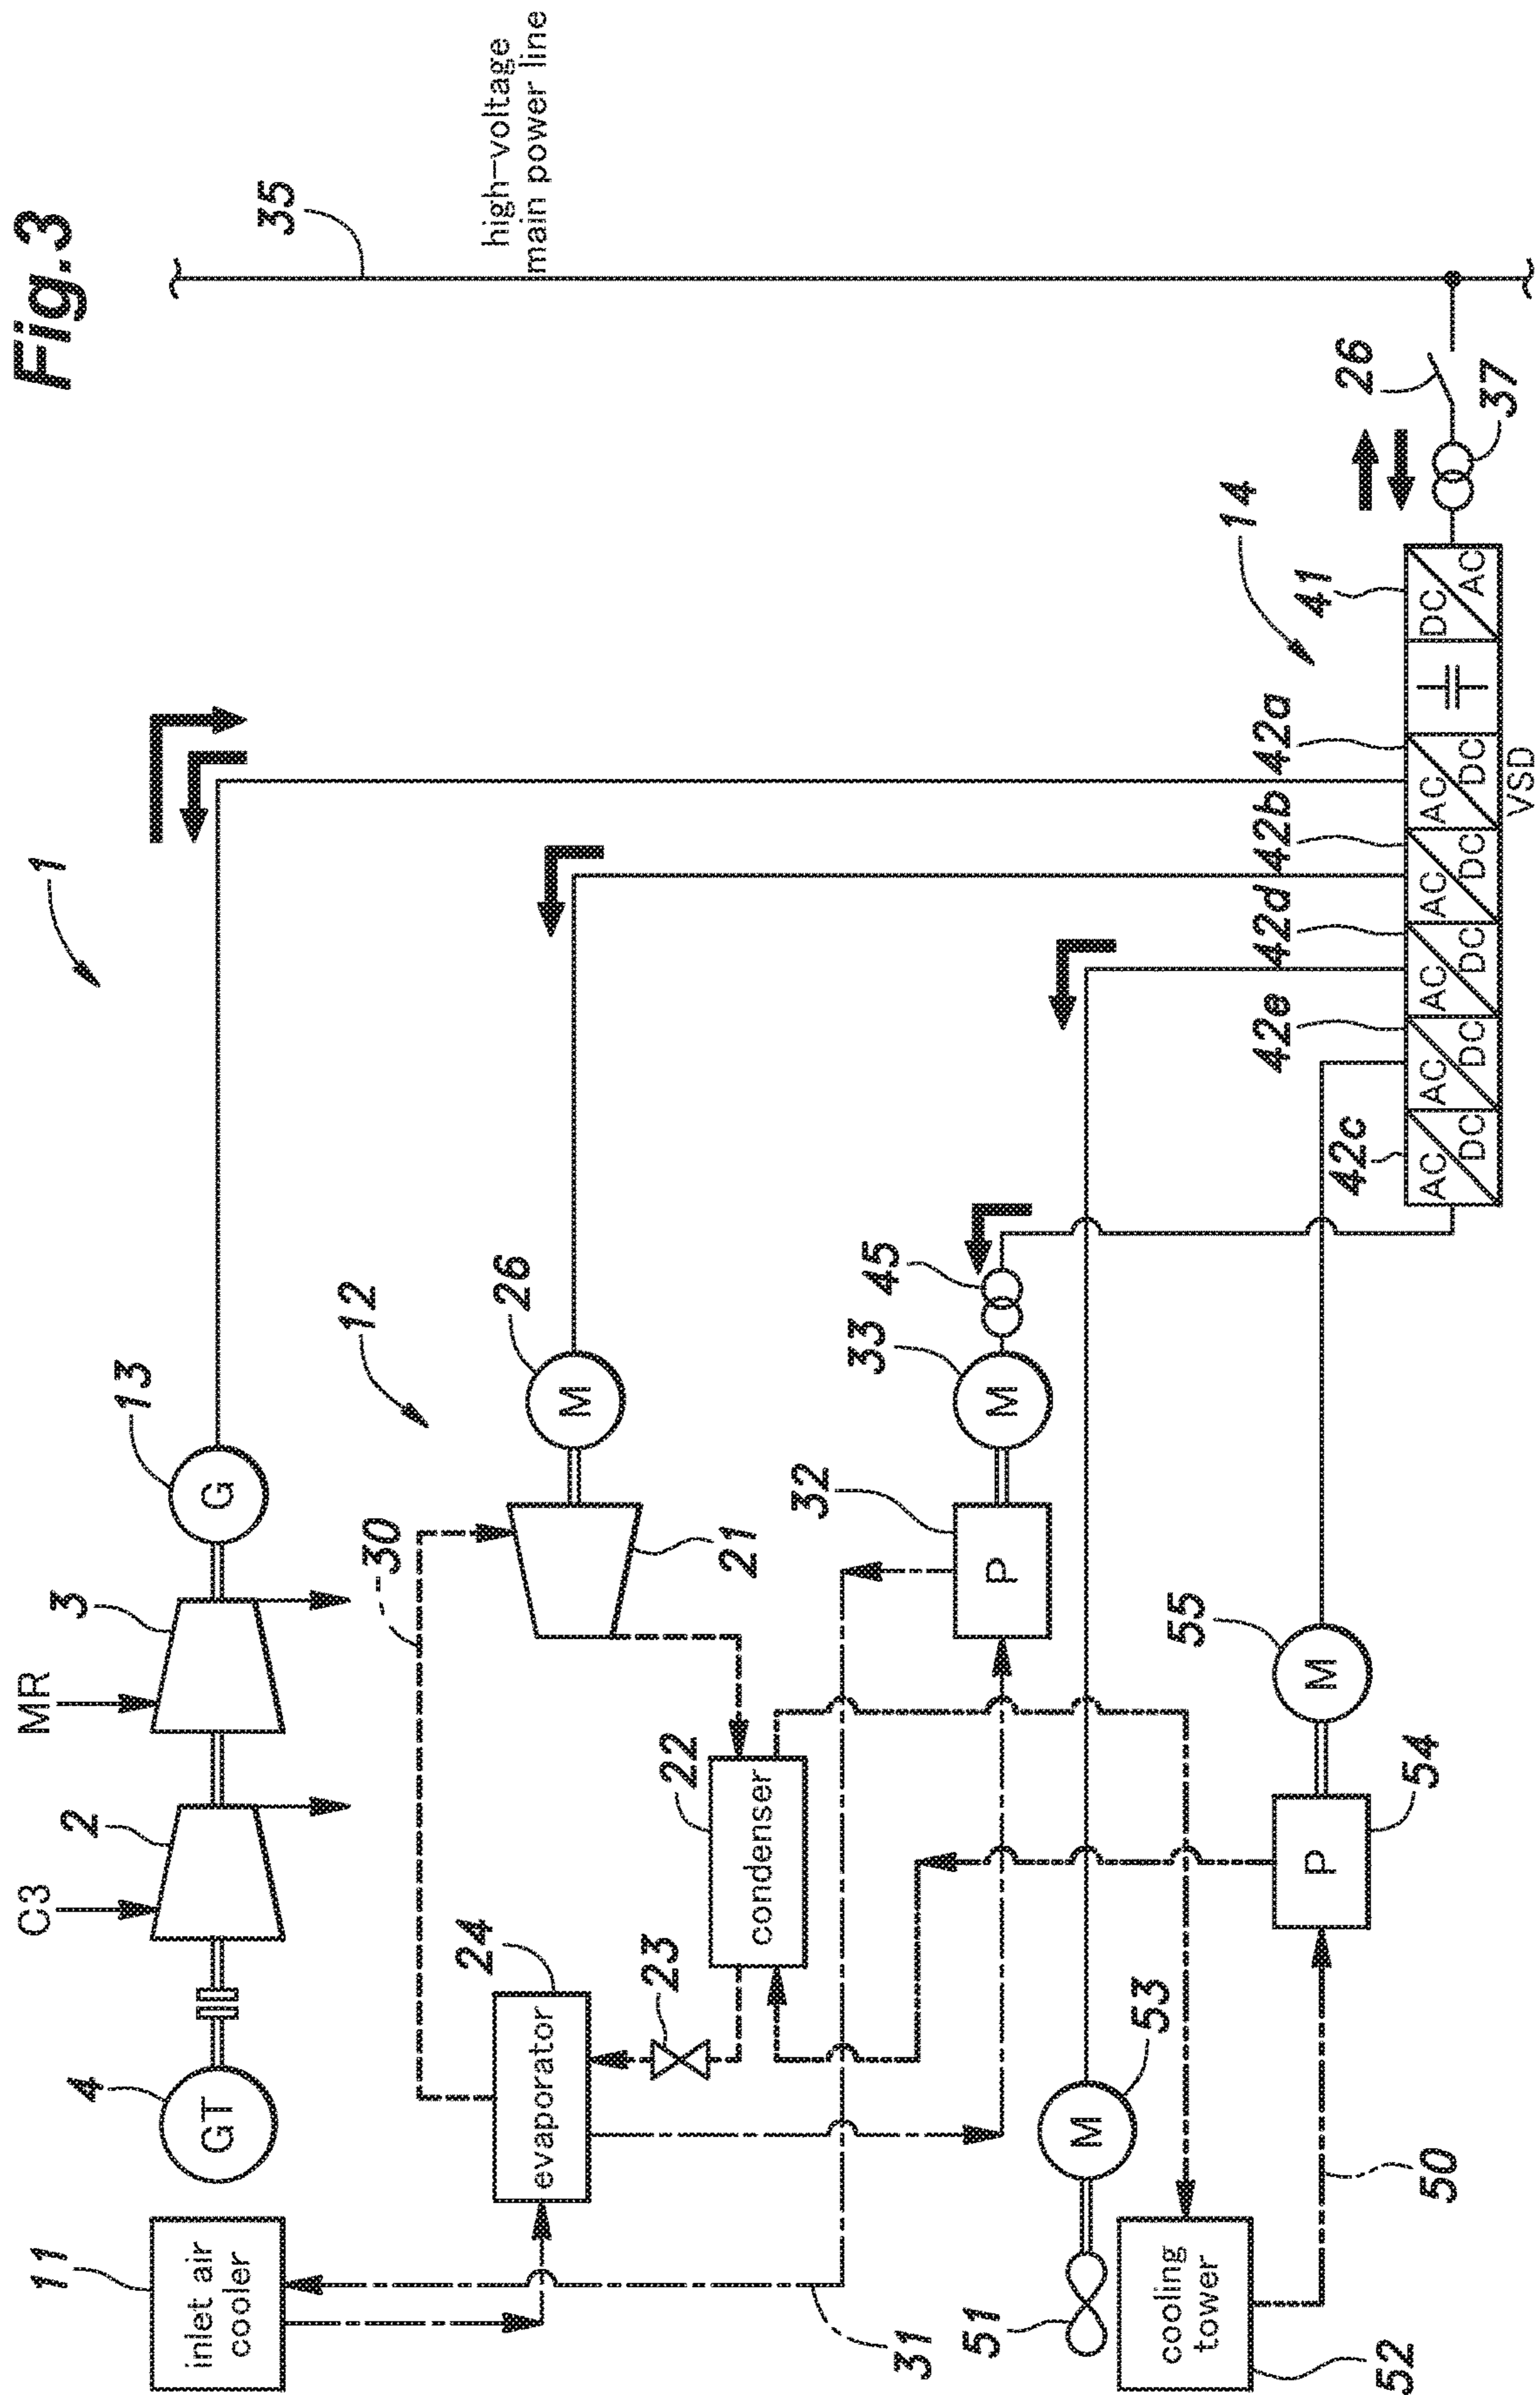 Fig.3
1
35
high-voltage
main power line
11
inlet air
cooler
4
GT
C3
2
MR
3
13
G
30
12
26
M
21
24
evaporator
23
22
condenser
32
P
33
M
45
31
51
53
M
52
cooling
tower
50
54
P
55
M
14
42c
42e
42d
42b
42a
41
26
37
AC
DC
AC
DC
AC
DC
AC
DC
AC
DC
DC
AC
VSD